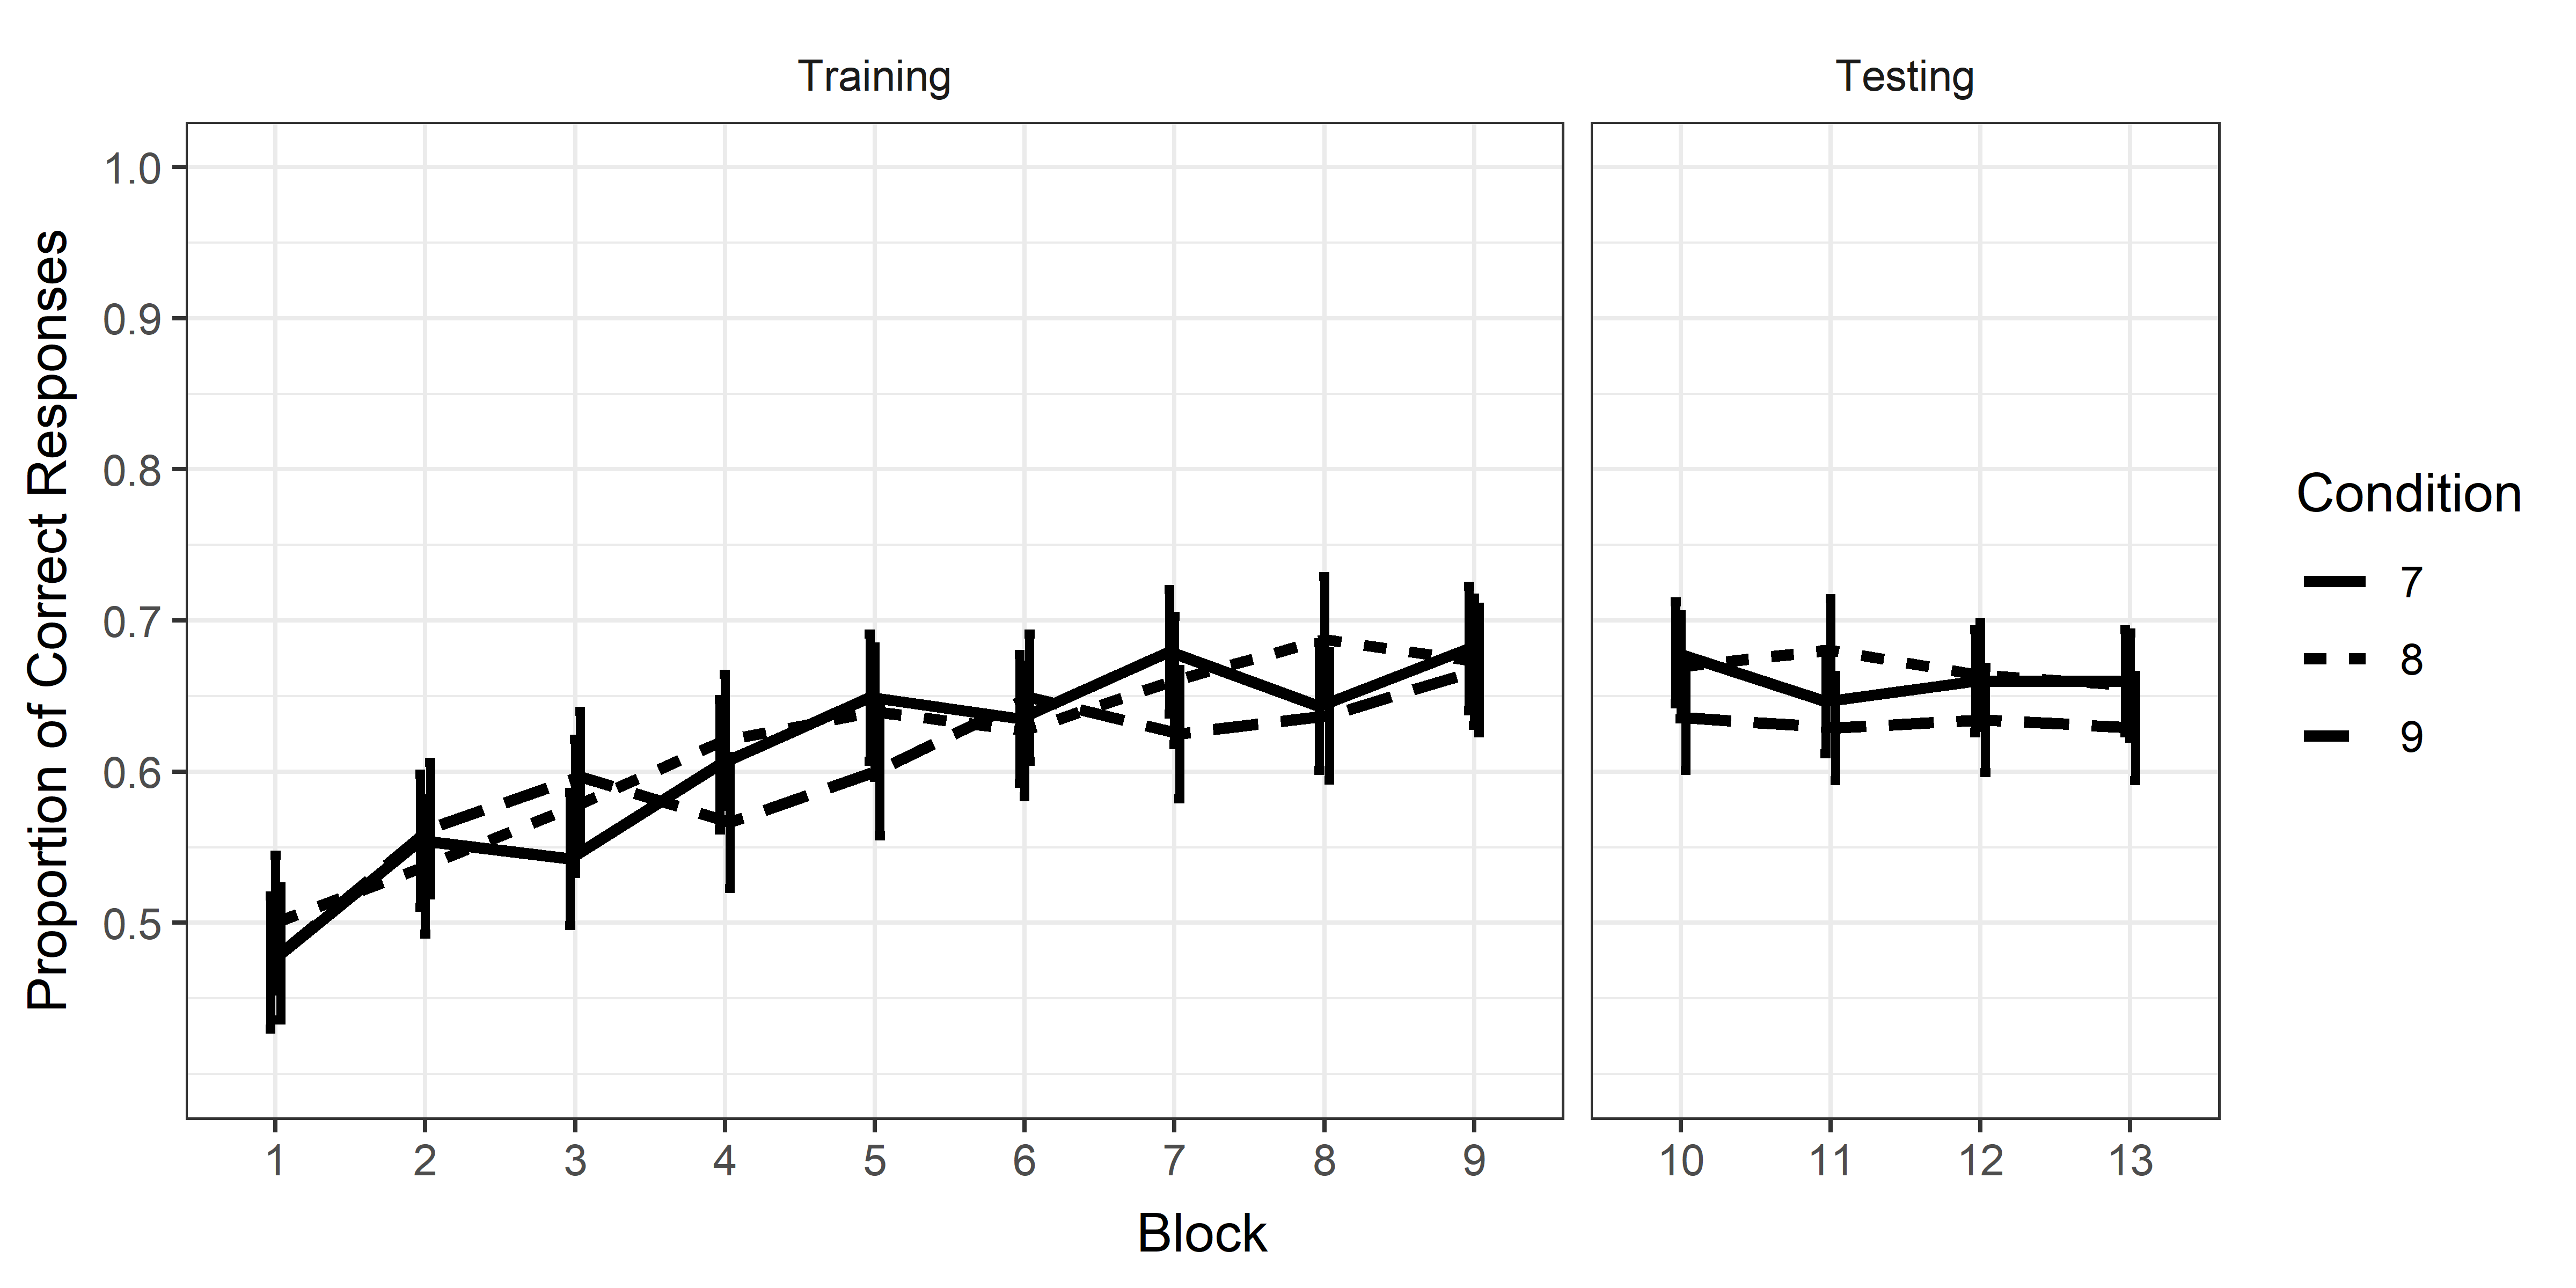 Training
Testing
Proportion of Correct Responses
1.0
0.9
0.8
0.7
0.6
0.5
1 2 3 4 5 6 7 8 9 10 11 12 13
Block
Condition
7
8
9